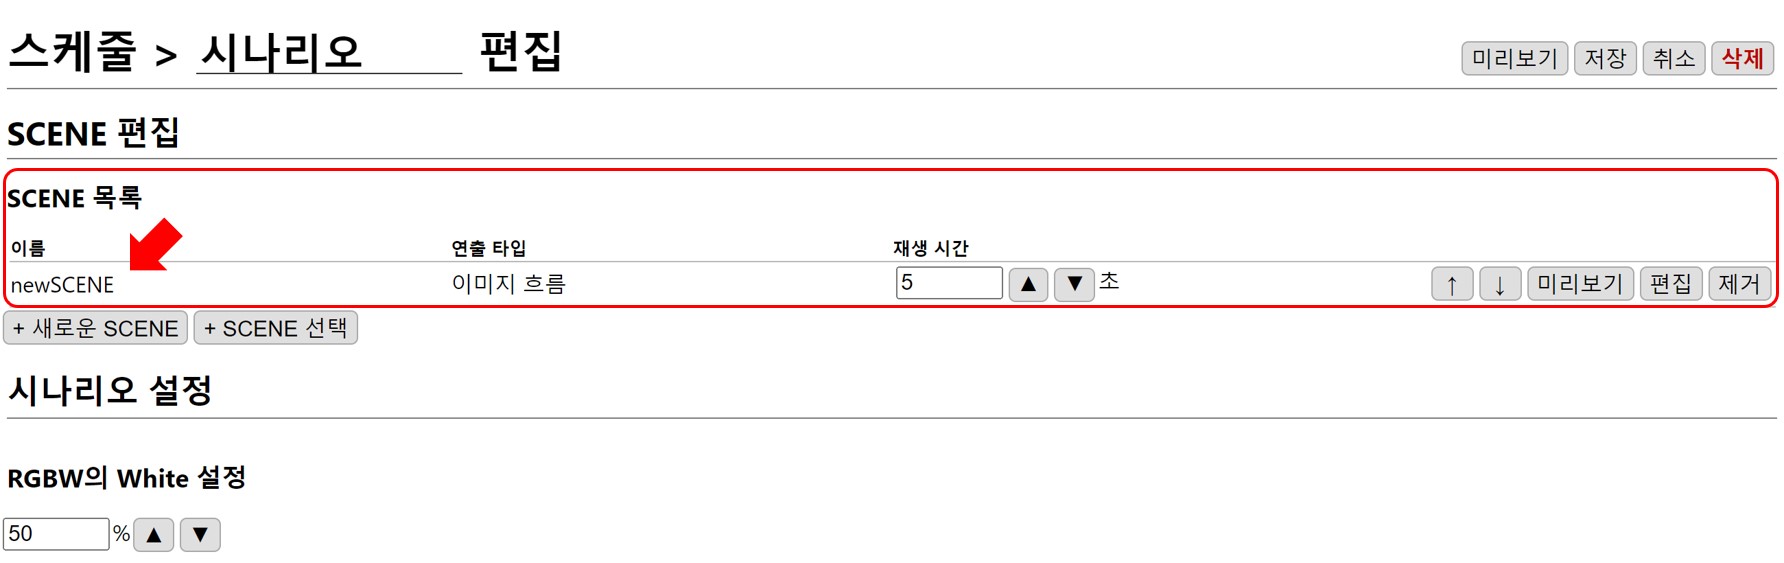 스케줄 > 시나리오 편집 미리보기 저장 취소 삭제
SCENE 편집
SCENE 목록
이름 연출 타입 재생 시간
newSCENE 이미지 흐름 5 ▲ ▼ 초 ↑ ↓ 미리보기 편집 제거
+ 새로운 SCENE + SCENE 선택
시나리오 설정
RGBW의 White 설정
50 % ▲ ▼